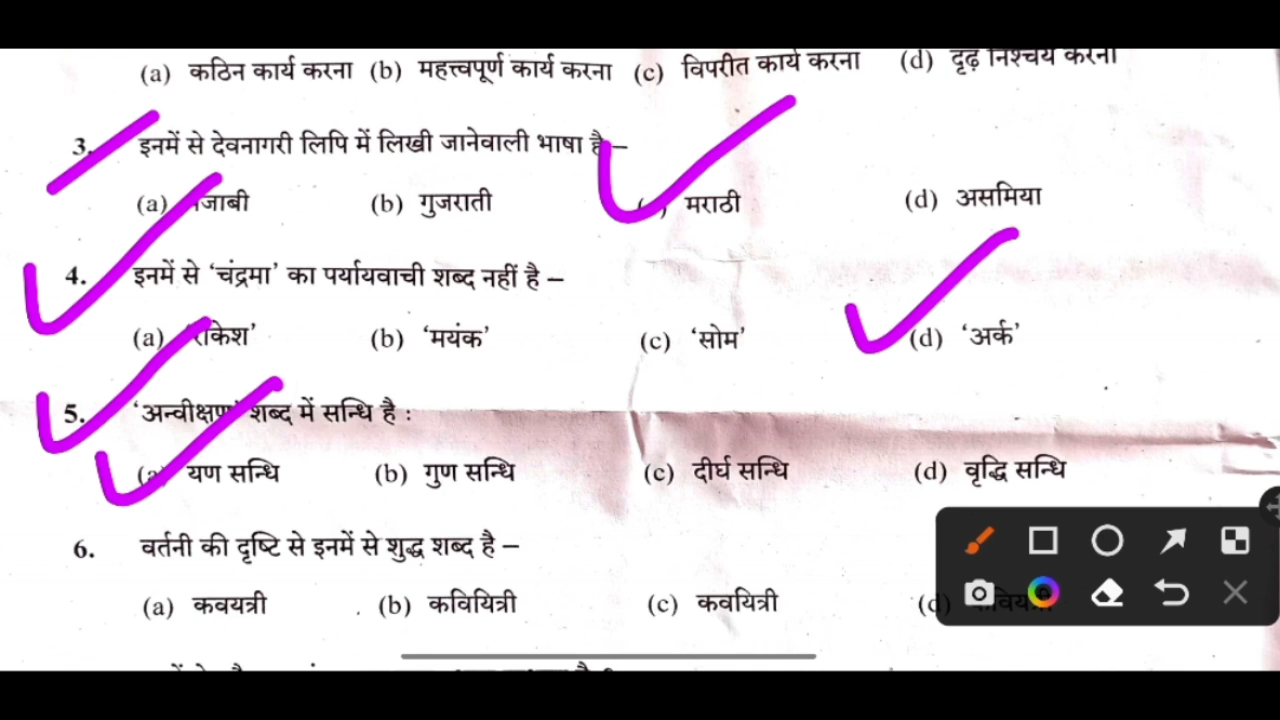 (a) कठिन कार्य करना (b) महत्त्वपूर्ण कार्य करना (c) विपरीत कार्य करना (d) दृढ़ निश्चय करना
3. इनमें से देवनागरी लिपि में लिखी जानेवाली भाषा है –
(a) (b) गुजराती मराठी (d) असमिया
4. इनमें से ‘चंद्रमा’ का पर्यायवाची शब्द नहीं है –
(a) (b) ‘मयंक’ (c) ‘सोम’ (d) ‘अर्क’
5. ‘अन्वीक्षण’ शब्द में सन्धि है :
(a) यण सन्धि (b) गुण सन्धि (c) दीर्घ सन्धि (d) वृद्धि सन्धि
6. वर्तनी की दृष्टि से इनमें से शुद्ध शब्द है –
(a) कवयत्री (b) कवियित्री (c) कवयित्री (d)